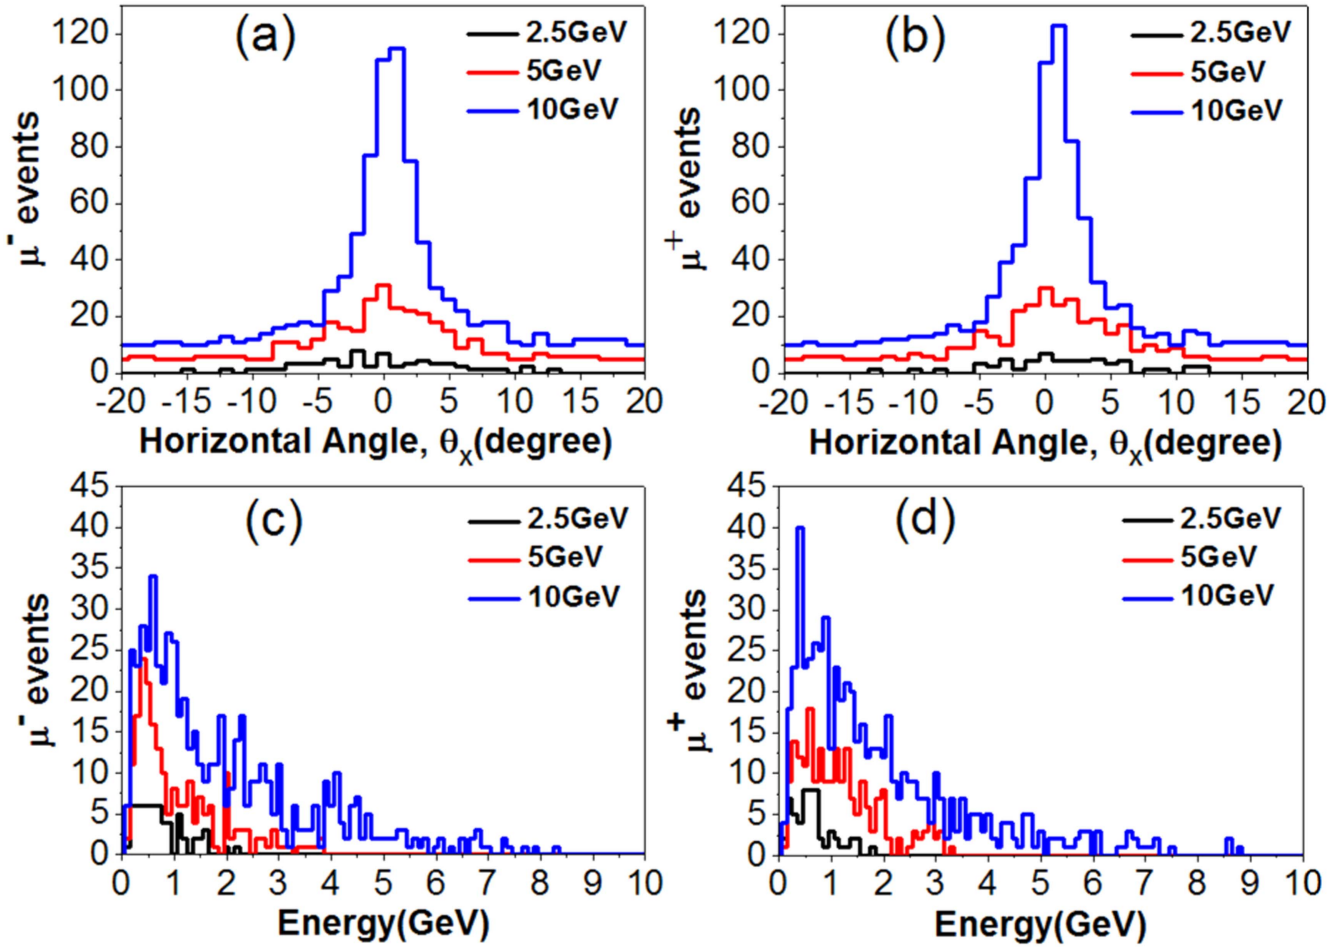 (a)
2.5GeV
5GeV
10GeV
μ- events
120
100
80
60
40
20
0
-20 -15 -10 -5 0 5 10 15 20
Horizontal Angle, θx(degree)
(b)
2.5GeV
5GeV
10GeV
μ+ events
120
100
80
60
40
20
0
-20 -15 -10 -5 0 5 10 15 20
Horizontal Angle, θx(degree)
(c)
2.5GeV
5GeV
10GeV
μ- events
45
40
35
30
25
20
15
10
5
0
0 1 2 3 4 5 6 7 8 9 10
Energy(GeV)
(d)
2.5GeV
5GeV
10GeV
μ+ events
45
40
35
30
25
20
15
10
5
0
0 1 2 3 4 5 6 7 8 9 10
Energy(GeV)